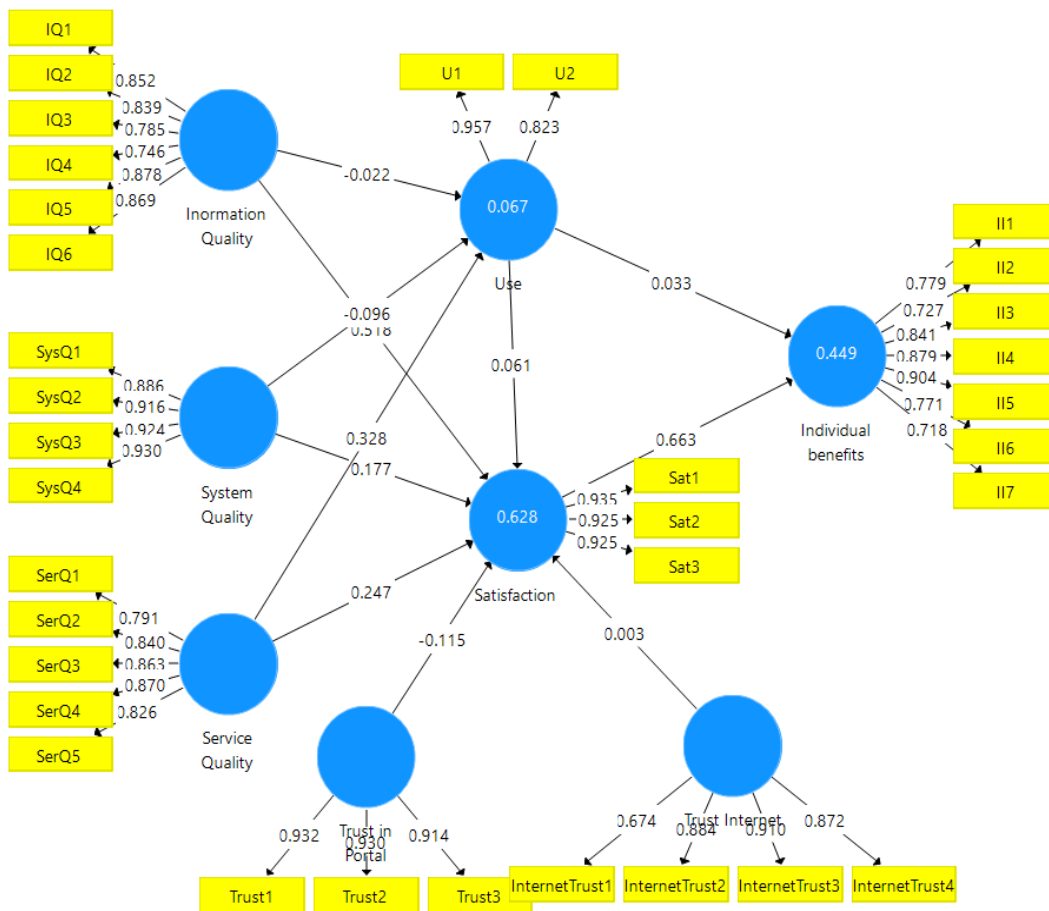 IQ1
IQ2
IQ3
IQ4
IQ5
IQ6
0.852
0.839
0.785
0.746
0.878
0.869
Inormation
Quality
SysQ1
SysQ2
SysQ3
SysQ4
0.886
0.916
0.924
0.930
System
Quality
SerQ1
SerQ2
SerQ3
SerQ4
SerQ5
0.791
0.840
0.863
0.870
0.826
Service
Quality
U1
U2
0.957
0.823
0.067
Use
-0.022
-0.096
0.518
0.328
0.061
0.177
0.247
-0.115
0.003
0.033
0.663
0.628
Satisfaction
Sat1
Sat2
Sat3
0.935
0.925
0.925
0.449
Individual
benefits
II1
II2
II3
II4
II5
II6
II7
0.779
0.727
0.841
0.879
0.904
0.771
0.718
Trust in
Portal
0.932
0.930
0.914
Trust1
Trust2
Trust3
Trust Internet
0.674
0.884
0.910
0.872
InternetTrust1
InternetTrust2
InternetTrust3
InternetTrust4